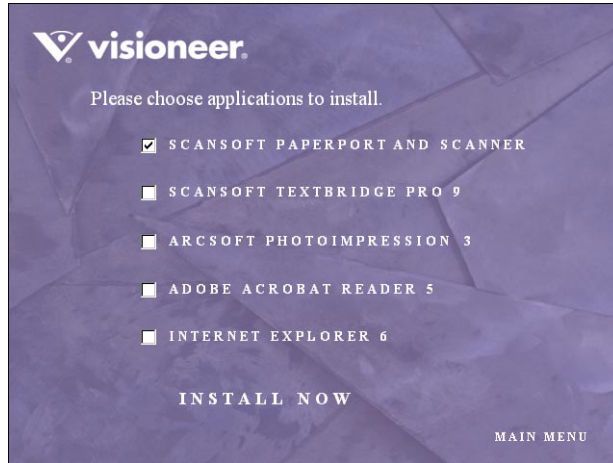 visioneer®
Please choose applications to install.
SCANSOFT PAPERPORT AND SCANNER
SCANSOFT TEXTBRIDGE PRO 9
ARCSOFT PHOTOIMPRESSION 3
ADOBE ACROBAT READER 5
INTERNET EXPLORER 6
INSTALL NOW
MAIN MENU